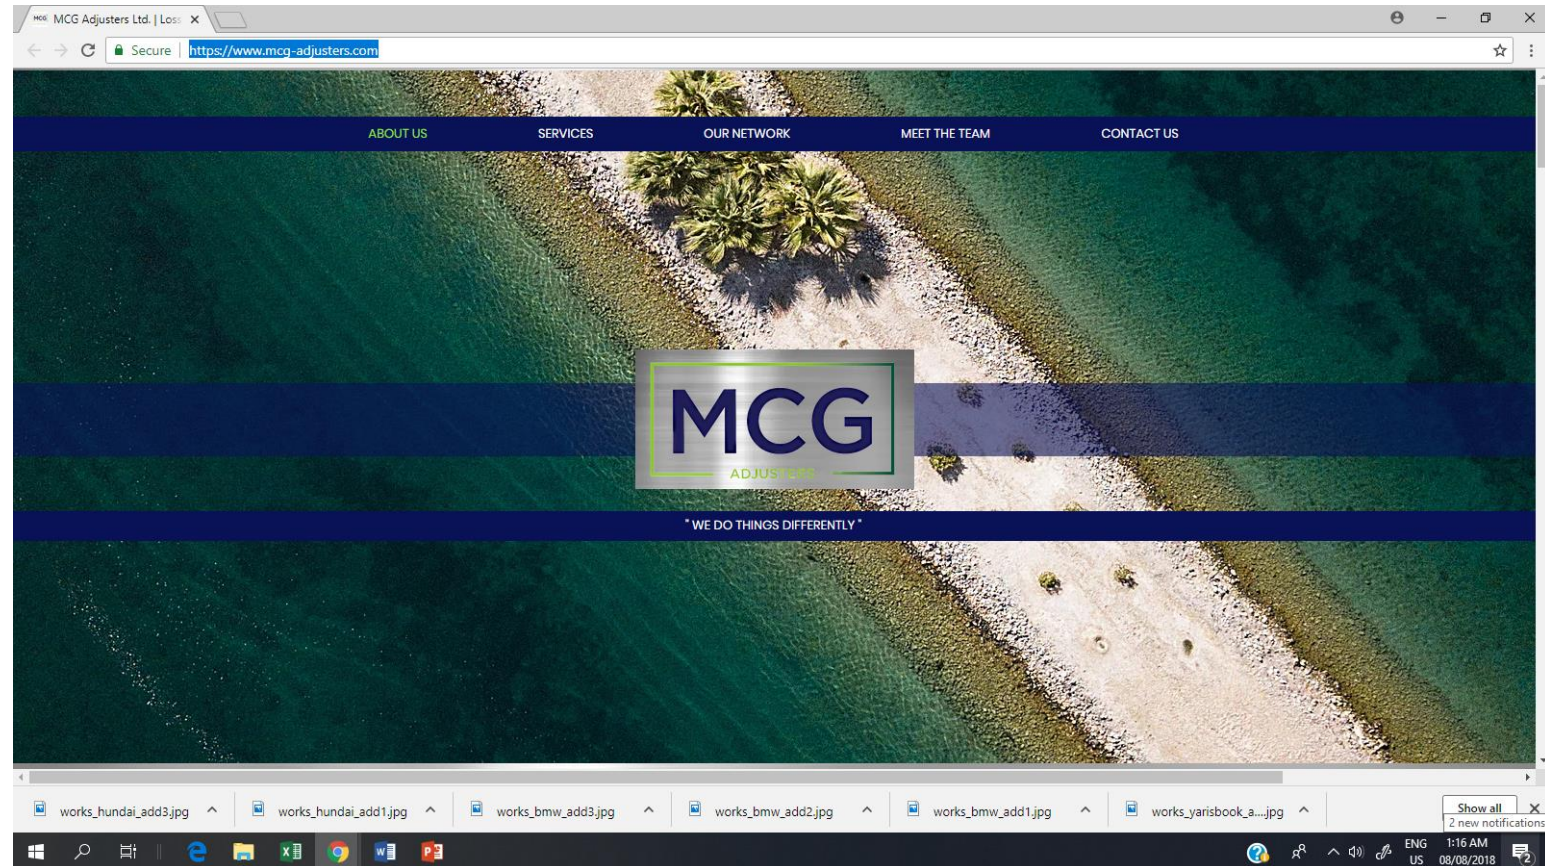 MCG MCG Adjusters Ltd. | Loss
Secure | https://www.mcg-adjusters.com
ABOUT US SERVICES OUR NETWORK MEET THE TEAM CONTACT US
MCG
ADJUSTERS
" WE DO THINGS DIFFERENTLY "
works_hundai_add3.jpg works_hundai_add1.jpg works_bmw_add3.jpg works_bmw_add2.jpg works_bmw_add1.jpg works_yarisbook_a....jpg Show all
2 new notifications
ENG 1:16 AM
US 08/08/2018 2